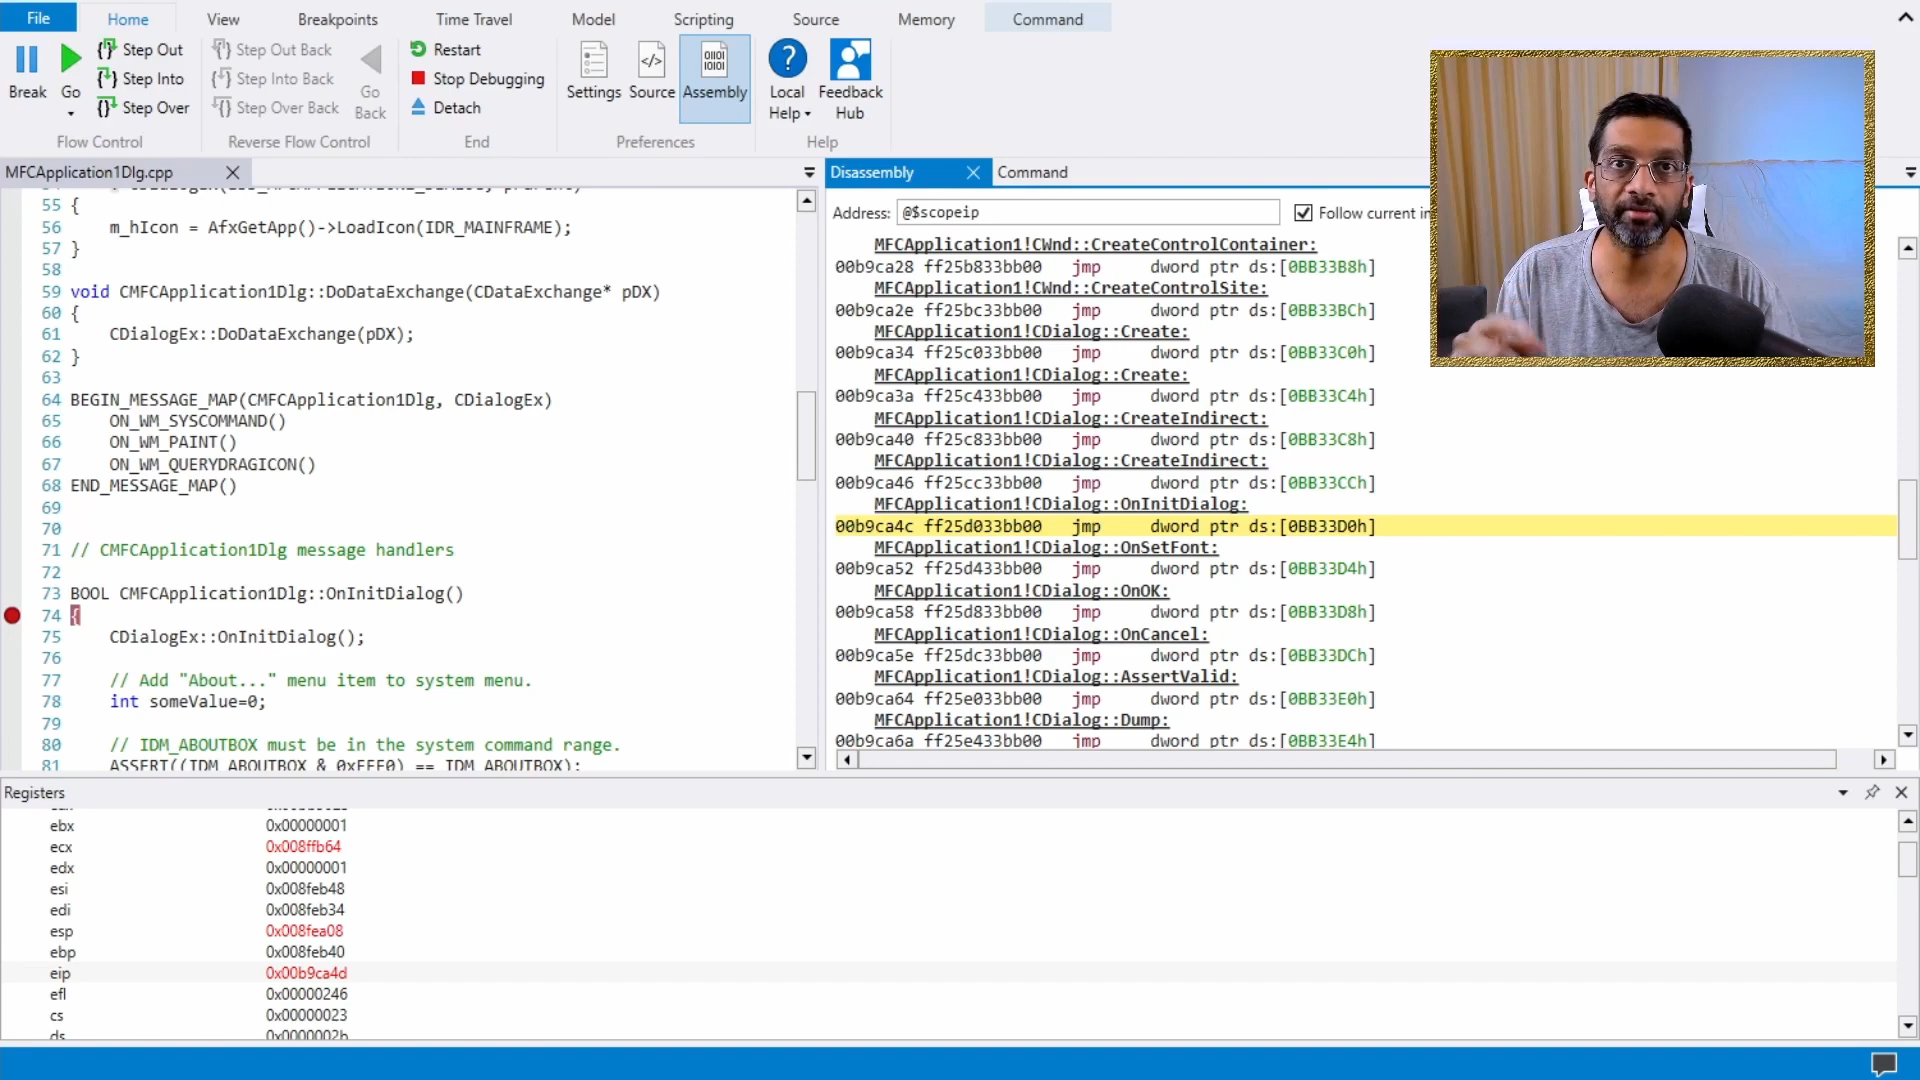 File
Home
View
Breakpoints
Time Travel
Model
Scripting
Source
Memory
Command
Break
Go
Step Out
Step Into
Step Over
Flow Control
Step Out Back
Step Into Back
Step Over Back
Go
Back
Reverse Flow Control
Restart
Stop Debugging
Detach
End
Settings
Source
Assembly
Preferences
Local
Help
Feedback
Hub
Help
MFCApplication1Dlg.cpp
55 {
56 m_hIcon = AfxGetApp()->LoadIcon(IDR_MAINFRAME);
57 }
58
59 void CMFCApplication1Dlg::DoDataExchange(CDataExchange* pDX)
60 {
61 CDialogEx::DoDataExchange(pDX);
62 }
63
64 BEGIN_MESSAGE_MAP(CMFCApplication1Dlg, CDialogEx)
65 ON_WM_SYSCOMMAND()
66 ON_WM_PAINT()
67 ON_WM_QUERYDRAGICON()
68 END_MESSAGE_MAP()
69
70
71 // CMFCApplication1Dlg message handlers
72
73 BOOL CMFCApplication1Dlg::OnInitDialog()
74 {
75 CDialogEx::OnInitDialog();
76
77 // Add "About..." menu item to system menu.
78 int someValue=0;
79
80 // IDM_ABOUTBOX must be in the system command range.
81 ASSERT((IDM_ABOUTBOX & 0xFFF0) == IDM_ABOUTBOX);
Disassembly
Command
Address: @$scopeip
Follow current in
MFCApplication1!CWnd::CreateControlContainer:
00b9ca28 ff25b833bb00 jmp dword ptr ds:[0BB33B8h]
MFCApplication1!CWnd::CreateControlSite:
00b9ca2e ff25bc33bb00 jmp dword ptr ds:[0BB33BCh]
MFCApplication1!CDialog::Create:
00b9ca34 ff25c033bb00 jmp dword ptr ds:[0BB33C0h]
MFCApplication1!CDialog::Create:
00b9ca3a ff25c433bb00 jmp dword ptr ds:[0BB33C4h]
MFCApplication1!CDialog::CreateIndirect:
00b9ca40 ff25c833bb00 jmp dword ptr ds:[0BB33C8h]
MFCApplication1!CDialog::CreateIndirect:
00b9ca46 ff25cc33bb00 jmp dword ptr ds:[0BB33CCh]
MFCApplication1!CDialog::OnInitDialog:
00b9ca4c ff25d033bb00 jmp dword ptr ds:[0BB33D0h]
MFCApplication1!CDialog::OnSetFont:
00b9ca52 ff25d433bb00 jmp dword ptr ds:[0BB33D4h]
MFCApplication1!CDialog::OnOK:
00b9ca58 ff25d833bb00 jmp dword ptr ds:[0BB33D8h]
MFCApplication1!CDialog::OnCancel:
00b9ca5e ff25dc33bb00 jmp dword ptr ds:[0BB33DCh]
MFCApplication1!CDialog::AssertValid:
00b9ca64 ff25e033bb00 jmp dword ptr ds:[0BB33E0h]
MFCApplication1!CDialog::Dump:
00b9ca6a ff25e433bb00 jmp dword ptr ds:[0BB33E4h]
Registers
ebx 0x00000001
ecx 0x008ffb64
edx 0x00000001
esi 0x008feb48
edi 0x008feb34
esp 0x008fea08
ebp 0x008feb40
eip 0x00b9ca4d
efl 0x00000246
cs 0x00000023
ds 0x0000002b